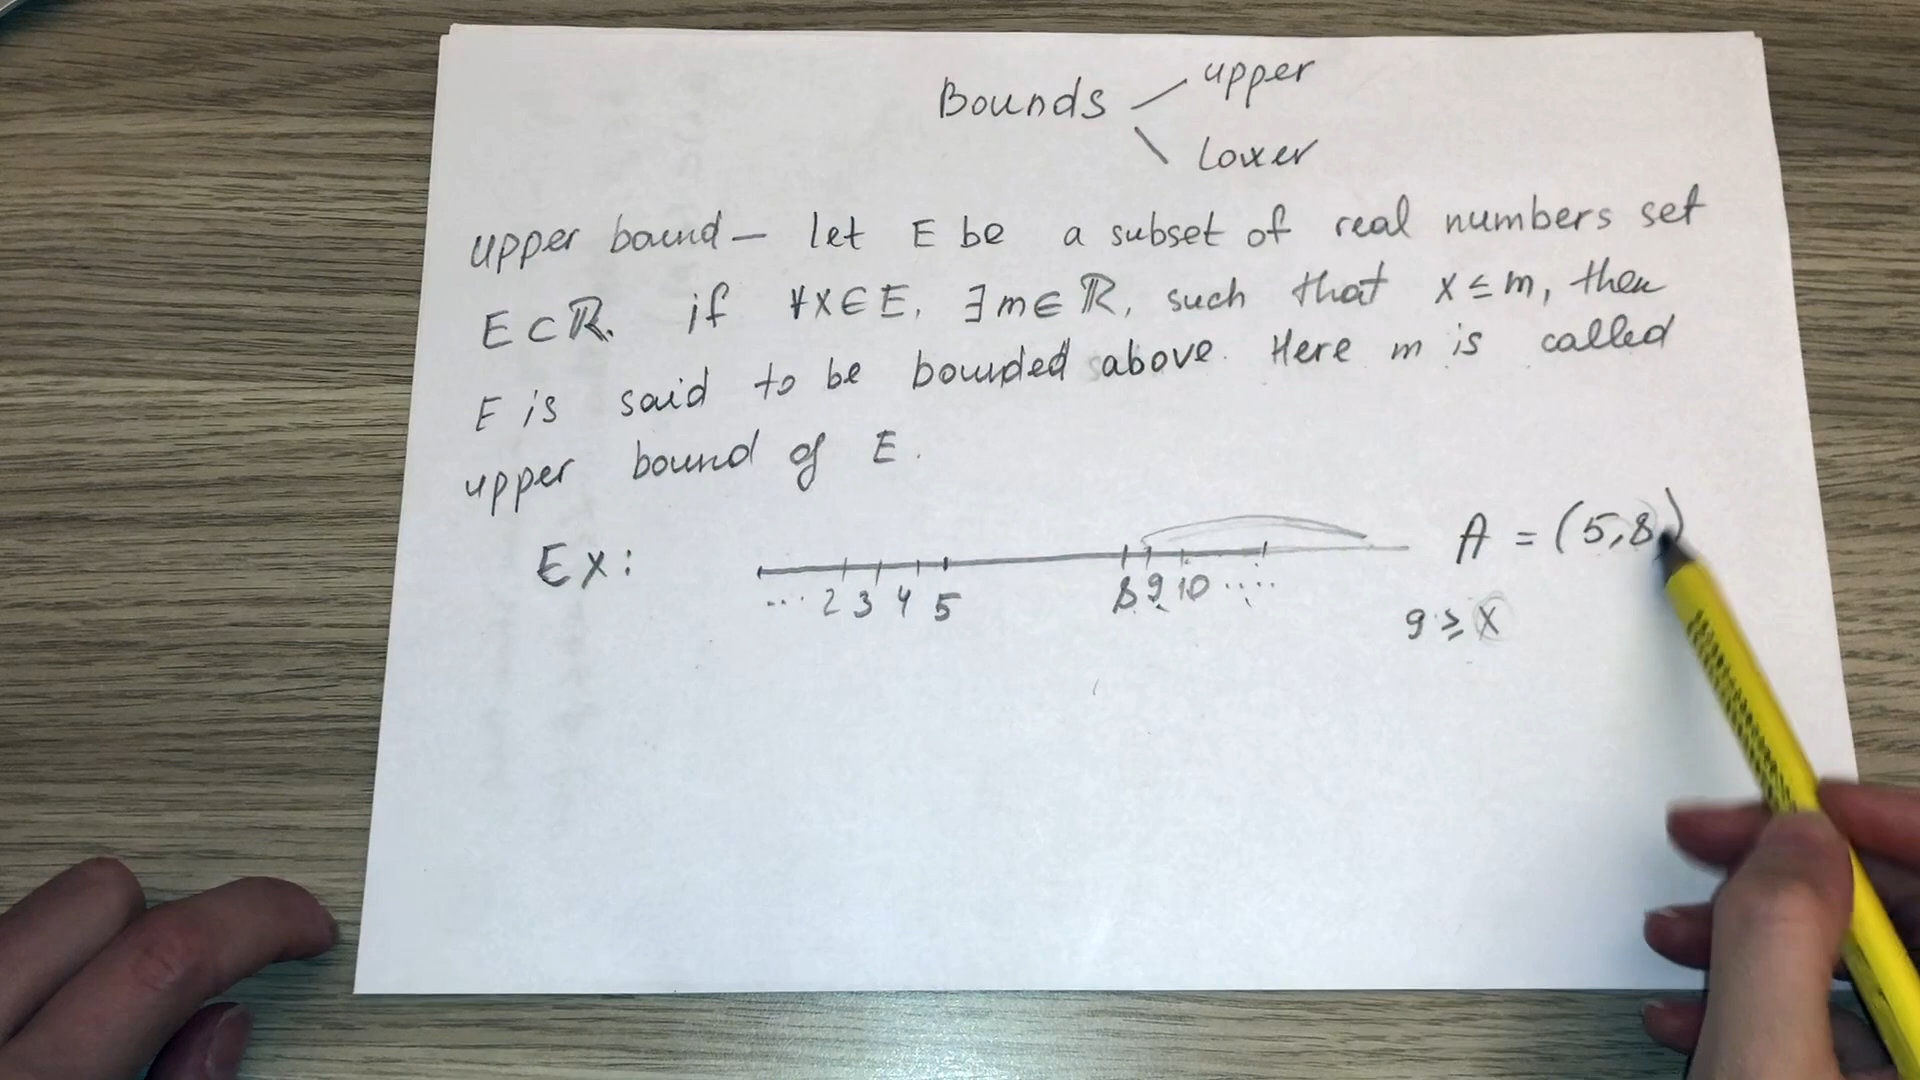 Bounds
upper
Lower
upper bound — let E be a subset of real numbers set
E⊂ℝ. if ∀x∈E, ∃m∈ℝ, such that x≤m, then
E is said to be bounded above. Here m is called
upper bound of E.
Ex:
A = (5,8)
... 2 3 4 5 8 9 10 .....
9 ≥ x